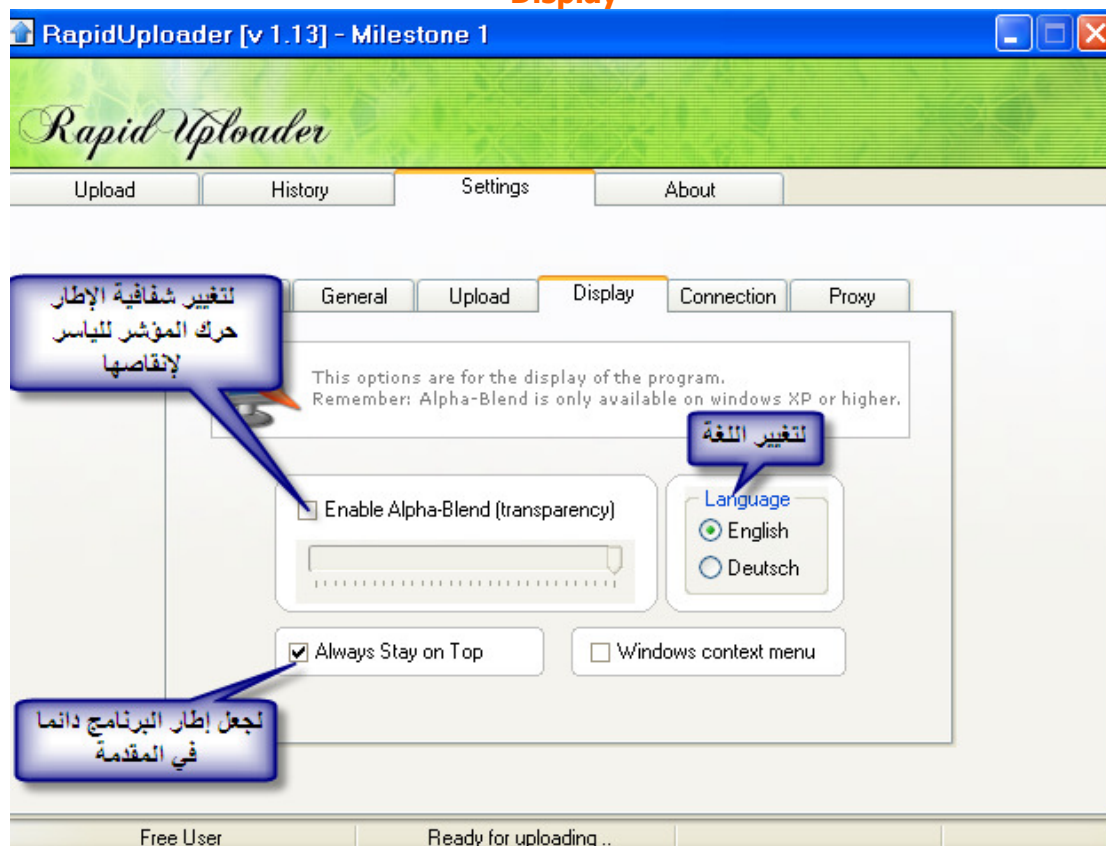 Display
RapidUploader [v 1.13] - Milestone 1
Rapid Uploader
Upload
History
Settings
About
General
Upload
Display
Connection
Proxy
لتغيير شفافية الإطار
حرك المؤشر للياسر
لإنقاصها
This options are for the display of the program.
Remember: Alpha-Blend is only available on windows XP or higher.
لتغيير اللغة
Enable Alpha-Blend (transparency)
Language
English
Deutsch
Always Stay on Top
Windows context menu
لجعل إطار البرنامج دائما
في المقدمة
Free User
Ready for uploading ..